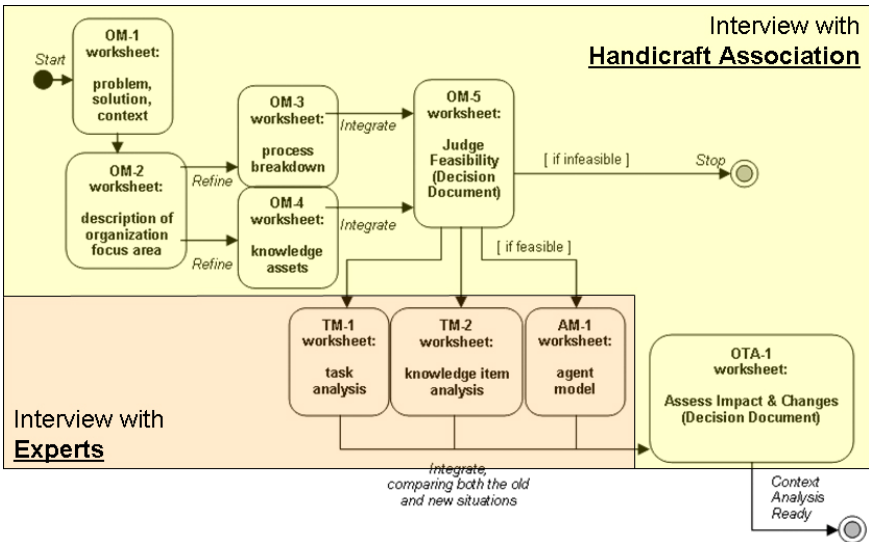 Interview with
Handicraft Association
Start
OM-1
worksheet:
problem,
solution,
context
OM-2
worksheet:
description of
organization
focus area
Refine
Refine
OM-3
worksheet:
process
breakdown
OM-4
worksheet:
knowledge
assets
Integrate
Integrate
OM-5
worksheet:
Judge
Feasibility
(Decision
Document)
[ if infeasible ]
Stop
[ if feasible ]
TM-1
worksheet:
task
analysis
TM-2
worksheet:
knowledge item
analysis
AM-1
worksheet:
agent
model
OTA-1
worksheet:
Assess Impact & Changes
(Decision Document)
Interview with
Experts
Integrate,
comparing both the old
and new situations
Context
Analysis
Ready